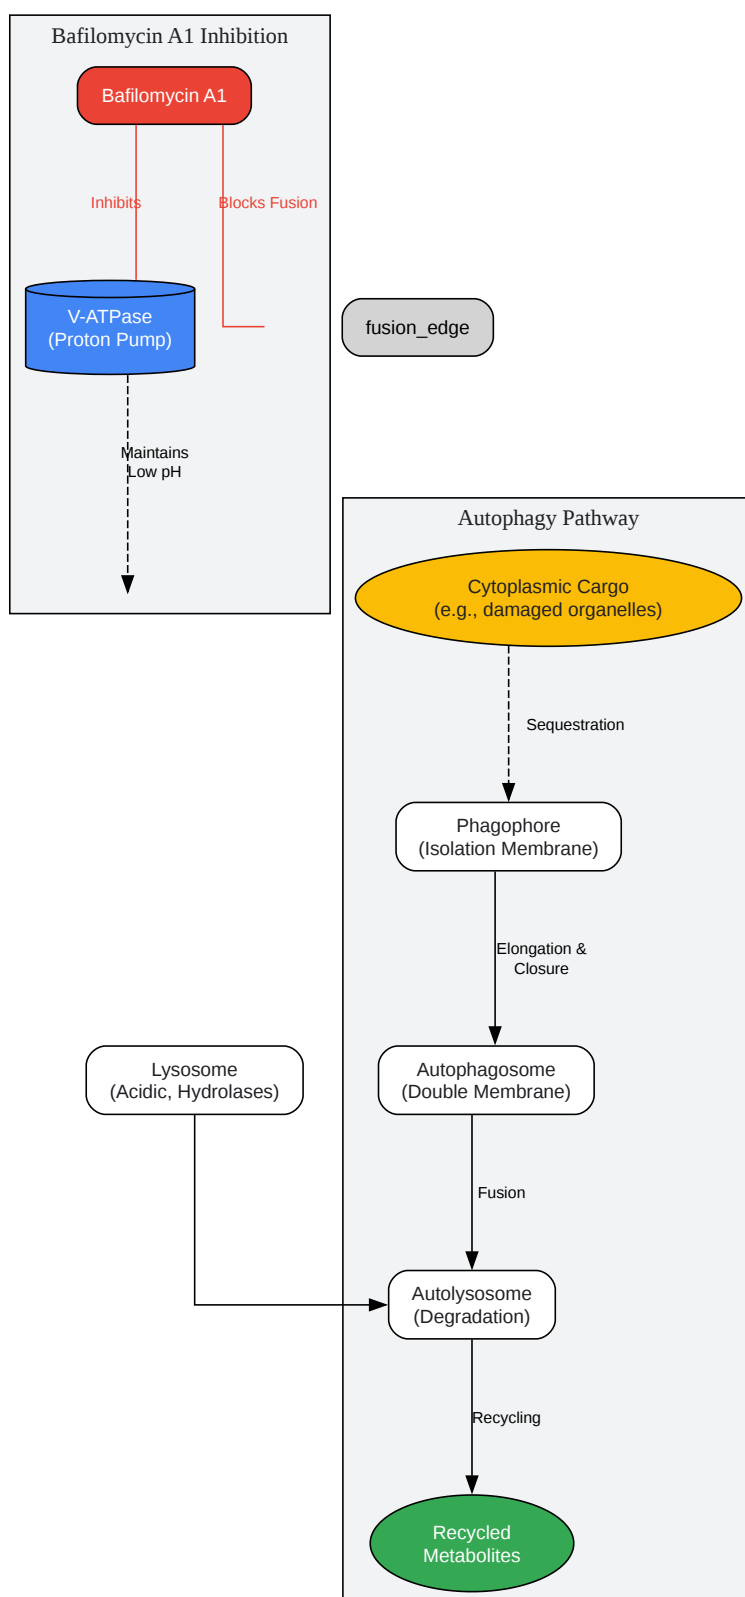 Bafilomycin A1 Inhibition
Bafilomycin A1
Inhibits
Blocks Fusion
V-ATPase
(Proton Pump)
fusion_edge
Maintains
Low pH
Autophagy Pathway
Cytoplasmic Cargo
(e.g., damaged organelles)
Sequestration
Phagophore
(Isolation Membrane)
Elongation &
Closure
Lysosome
(Acidic, Hydrolases)
Autophagosome
(Double Membrane)
Fusion
Autolysosome
(Degradation)
Recycling
Recycled
Metabolites